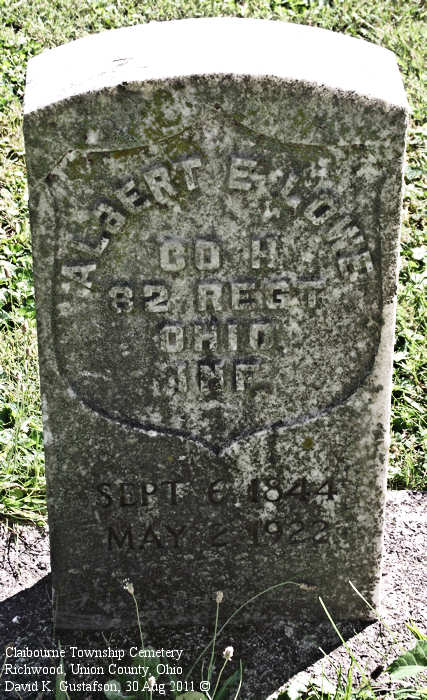 ALBERT E. LOWE
CO. H
82 REGT
OHIO
INF.
SEPT 6 1844
MAY 2 1922
Claibourne Township Cemetery
Richwood, Union County, Ohio
David K. Gustafson, 30 Aug 2011 ©